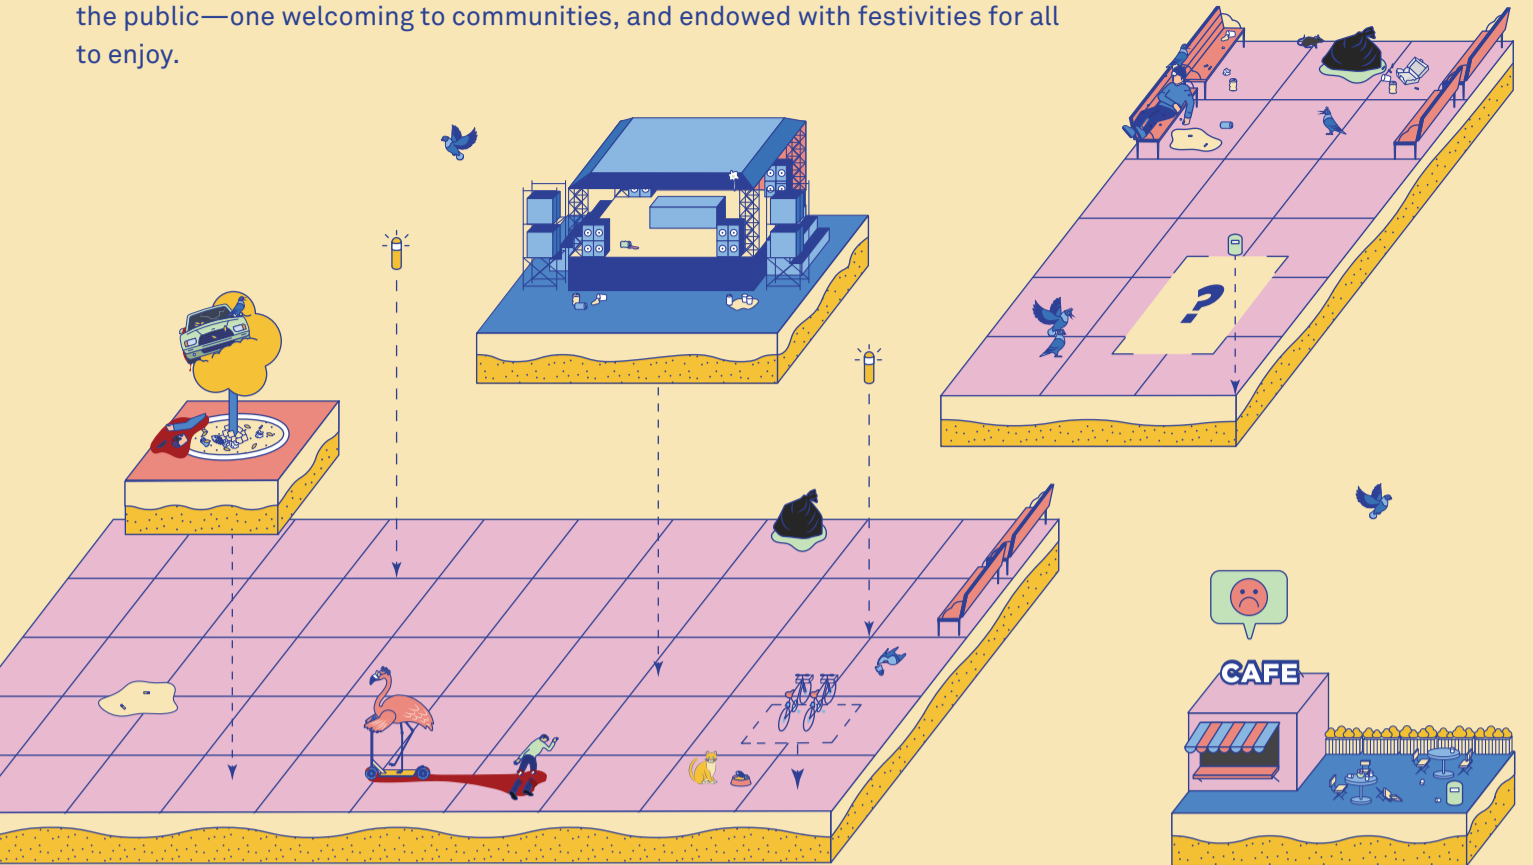 the public—one welcoming to communities, and endowed with festivities for all
to enjoy.
?
CAFE